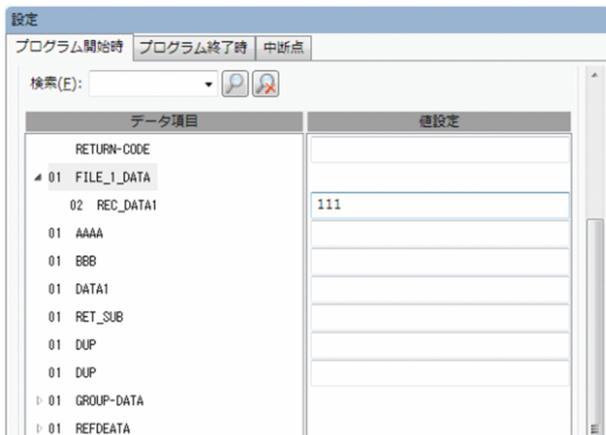 設定
プログラム開始時 プログラム終了時 中断点
検索(F):
データ項目 値設定
RETURN-CODE
01 FILE_1_DATA
02 REC_DATA1 111
01 AAAA
01 BBB
01 DATA1
01 RET_SUB
01 DUP
01 DUP
01 GROUP-DATA
01 REFDEATA